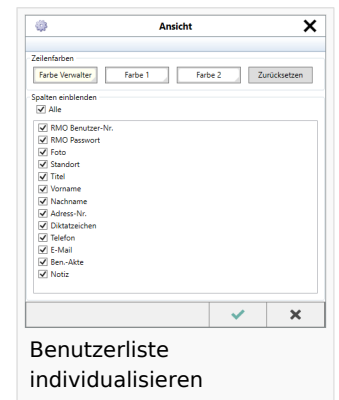 Ansicht
Zeilenfarben
Farbe Verwalter Farbe 1 Farbe 2 Zurücksetzen
Spalten einblenden
Alle
RMO Benutzer-Nr.
RMO Passwort
Foto
Standort
Titel
Vorname
Nachname
Adress-Nr.
Diktatzeichen
Telefon
E-Mail
Ben.-Akte
Notiz
Benutzerliste
individualisieren